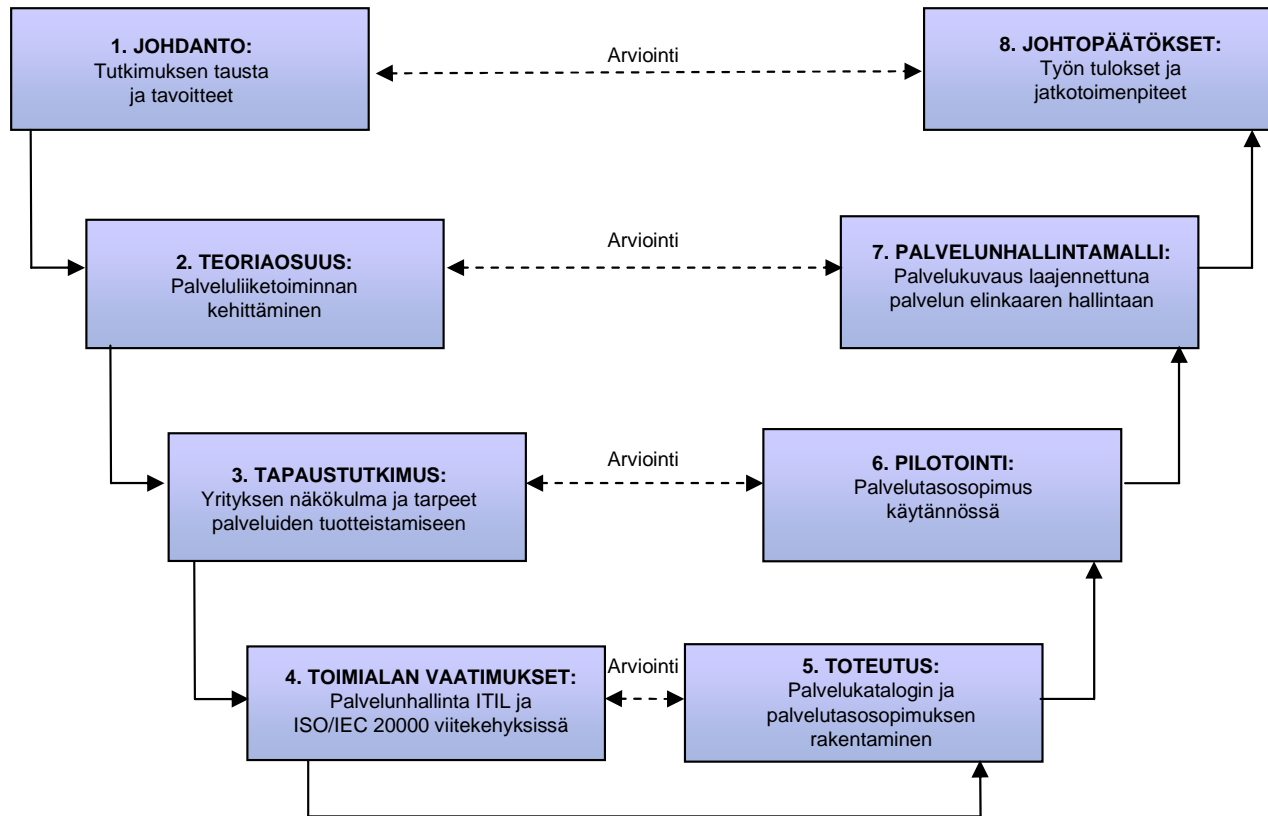 1. JOHDANTO:
Tutkimuksen tausta
ja tavoitteet
Arviointi
8. JOHTOPÄÄTÖKSET:
Työn tulokset ja
jatkotoimenpiteet
2. TEORIAOSUUS:
Palveluliiketoiminnan
kehittäminen
Arviointi
7. PALVELUNHALLINTAMALLI:
Palvelukuvaus laajennettuna
palvelun elinkaaren hallintaan
3. TAPAUSTUTKIMUS:
Yrityksen näkökulma ja tarpeet
palveluiden tuotteistamiseen
Arviointi
6. PILOTOINTI:
Palvelutasosopimus
käytännössä
4. TOIMIALAN VAATIMUKSET:
Palvelunhallinta ITIL ja
ISO/IEC 20000 viitekehyksissä
Arviointi
5. TOTEUTUS:
Palvelukatalogin ja
palvelutasosopimuksen
rakentaminen